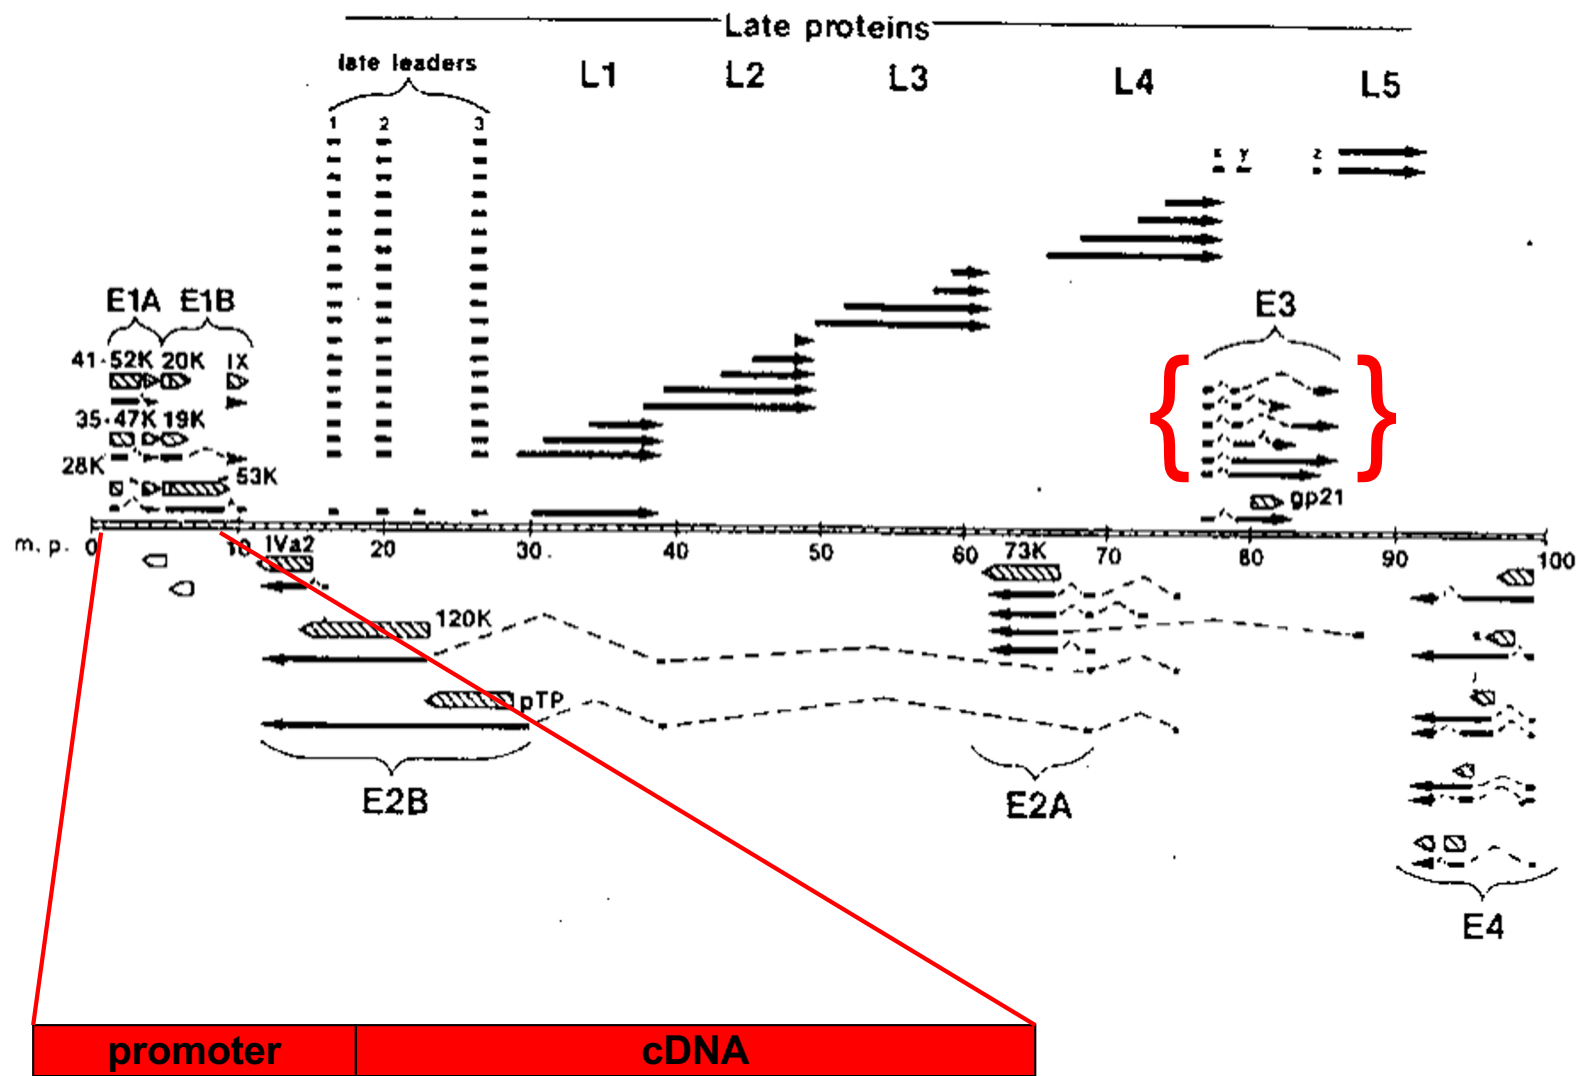 Late proteins
late leaders
L1 L2 L3 L4 L5
1 2 3
x y z
E1A E1B
E3
41-52K 20K IX
35-47K 19K
28K
53K
gp21
m. p. 0 10 20 30 40 50 60 70 80 90 100
IVa2
73K
120K
pTP
E2B
E2A
E4
promoter cDNA